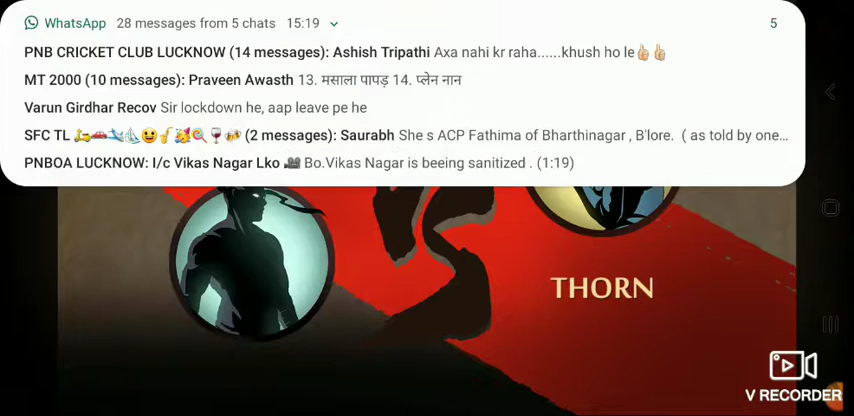 WhatsApp 28 messages from 5 chats 15:19 5
PNB CRICKET CLUB LUCKNOW (14 messages): Ashish Tripathi Axa nahi kr raha......khush ho le👍🏼👍🏼
MT 2000 (10 messages): Praveen Awasth 13. मसाला पापड़ 14. प्लेन नान
Varun Girdhar Recov Sir lockdown he, aap leave pe he
SFC TL 🛵🚗🛩⛵😃🎷🥳🍭🍷🍻 (2 messages): Saurabh She s ACP Fathima of Bharthinagar , B'lore. ( as told by one...
PNBOA LUCKNOW: I/c Vikas Nagar Lko 🎥 Bo.Vikas Nagar is beeing sanitized . (1:19)
VS
THORN
V RECORDER